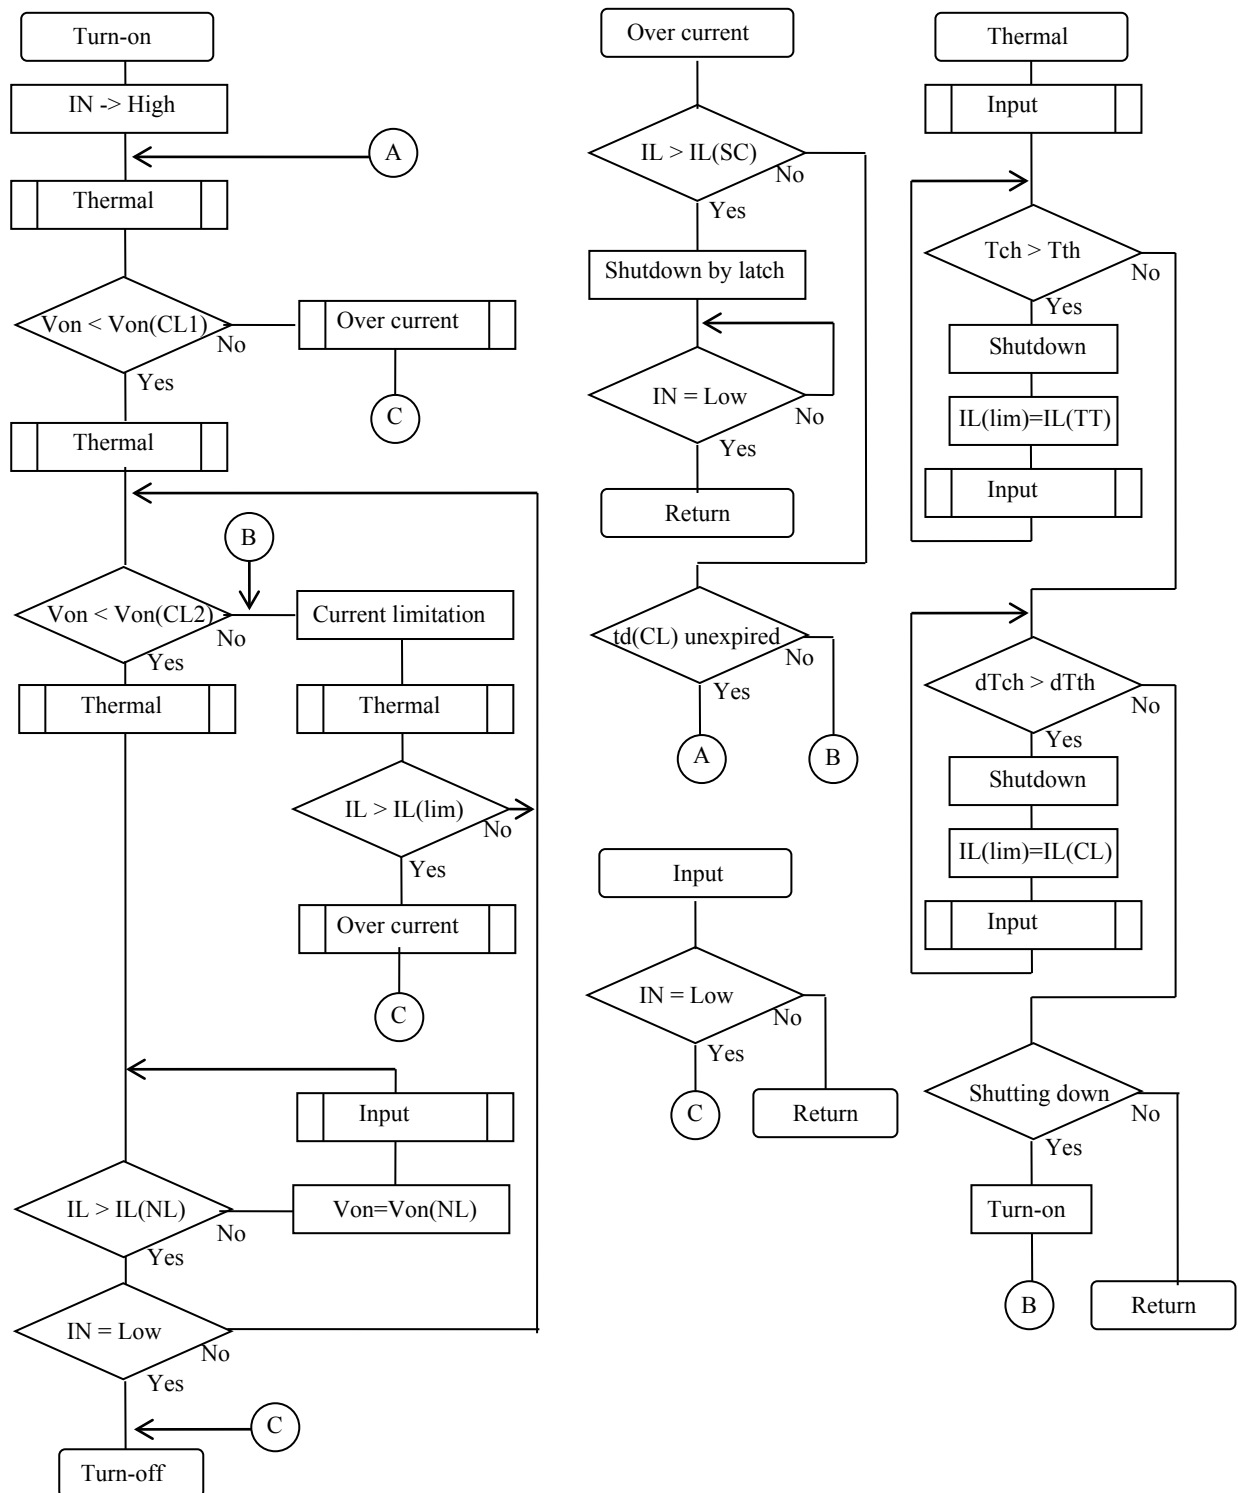 Turn-on
IN -> High
A
Thermal
Von < Von(CL1)
No
Yes
Over current
C
Thermal
B
Von < Von(CL2)
No
Yes
Current limitation
Thermal
Thermal
IL > IL(lim)
No
Yes
Over current
C
Input
Von=Von(NL)
IL > IL(NL)
No
Yes
IN = Low
No
Yes
C
Turn-off
Over current
IL > IL(SC)
No
Yes
Shutdown by latch
IN = Low
No
Yes
Return
td(CL) unexpired
No
Yes
A
B
Input
IN = Low
No
Yes
C
Return
Thermal
Input
Tch > Tth
No
Yes
Shutdown
IL(lim)=IL(TT)
Input
dTch > dTth
No
Yes
Shutdown
IL(lim)=IL(CL)
Input
Shutting down
No
Yes
Turn-on
B
Return